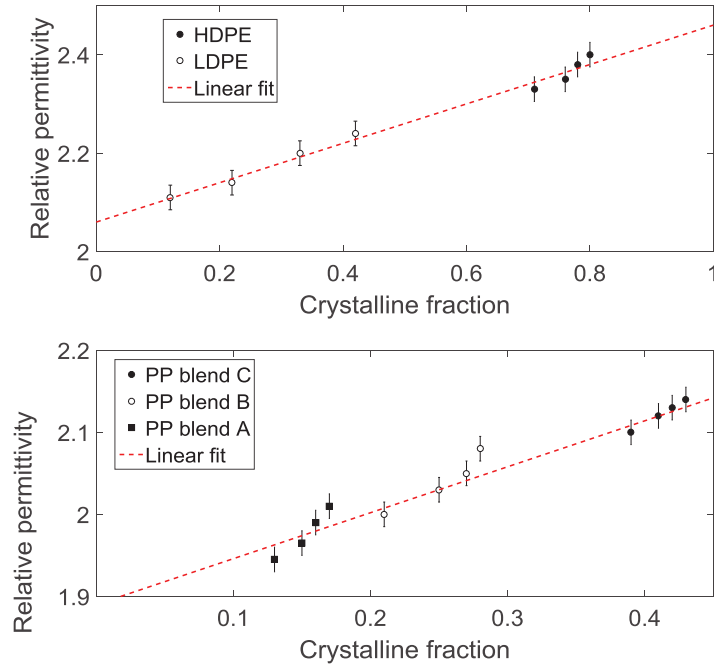 HDPE
LDPE
Linear fit
2.4
2.2
2
Relative permittivity
0 0.2 0.4 0.6 0.8 1
Crystalline fraction
PP blend C
PP blend B
PP blend A
Linear fit
2.2
2.1
2
1.9
Relative permittivity
0.1 0.2 0.3 0.4
Crystalline fraction